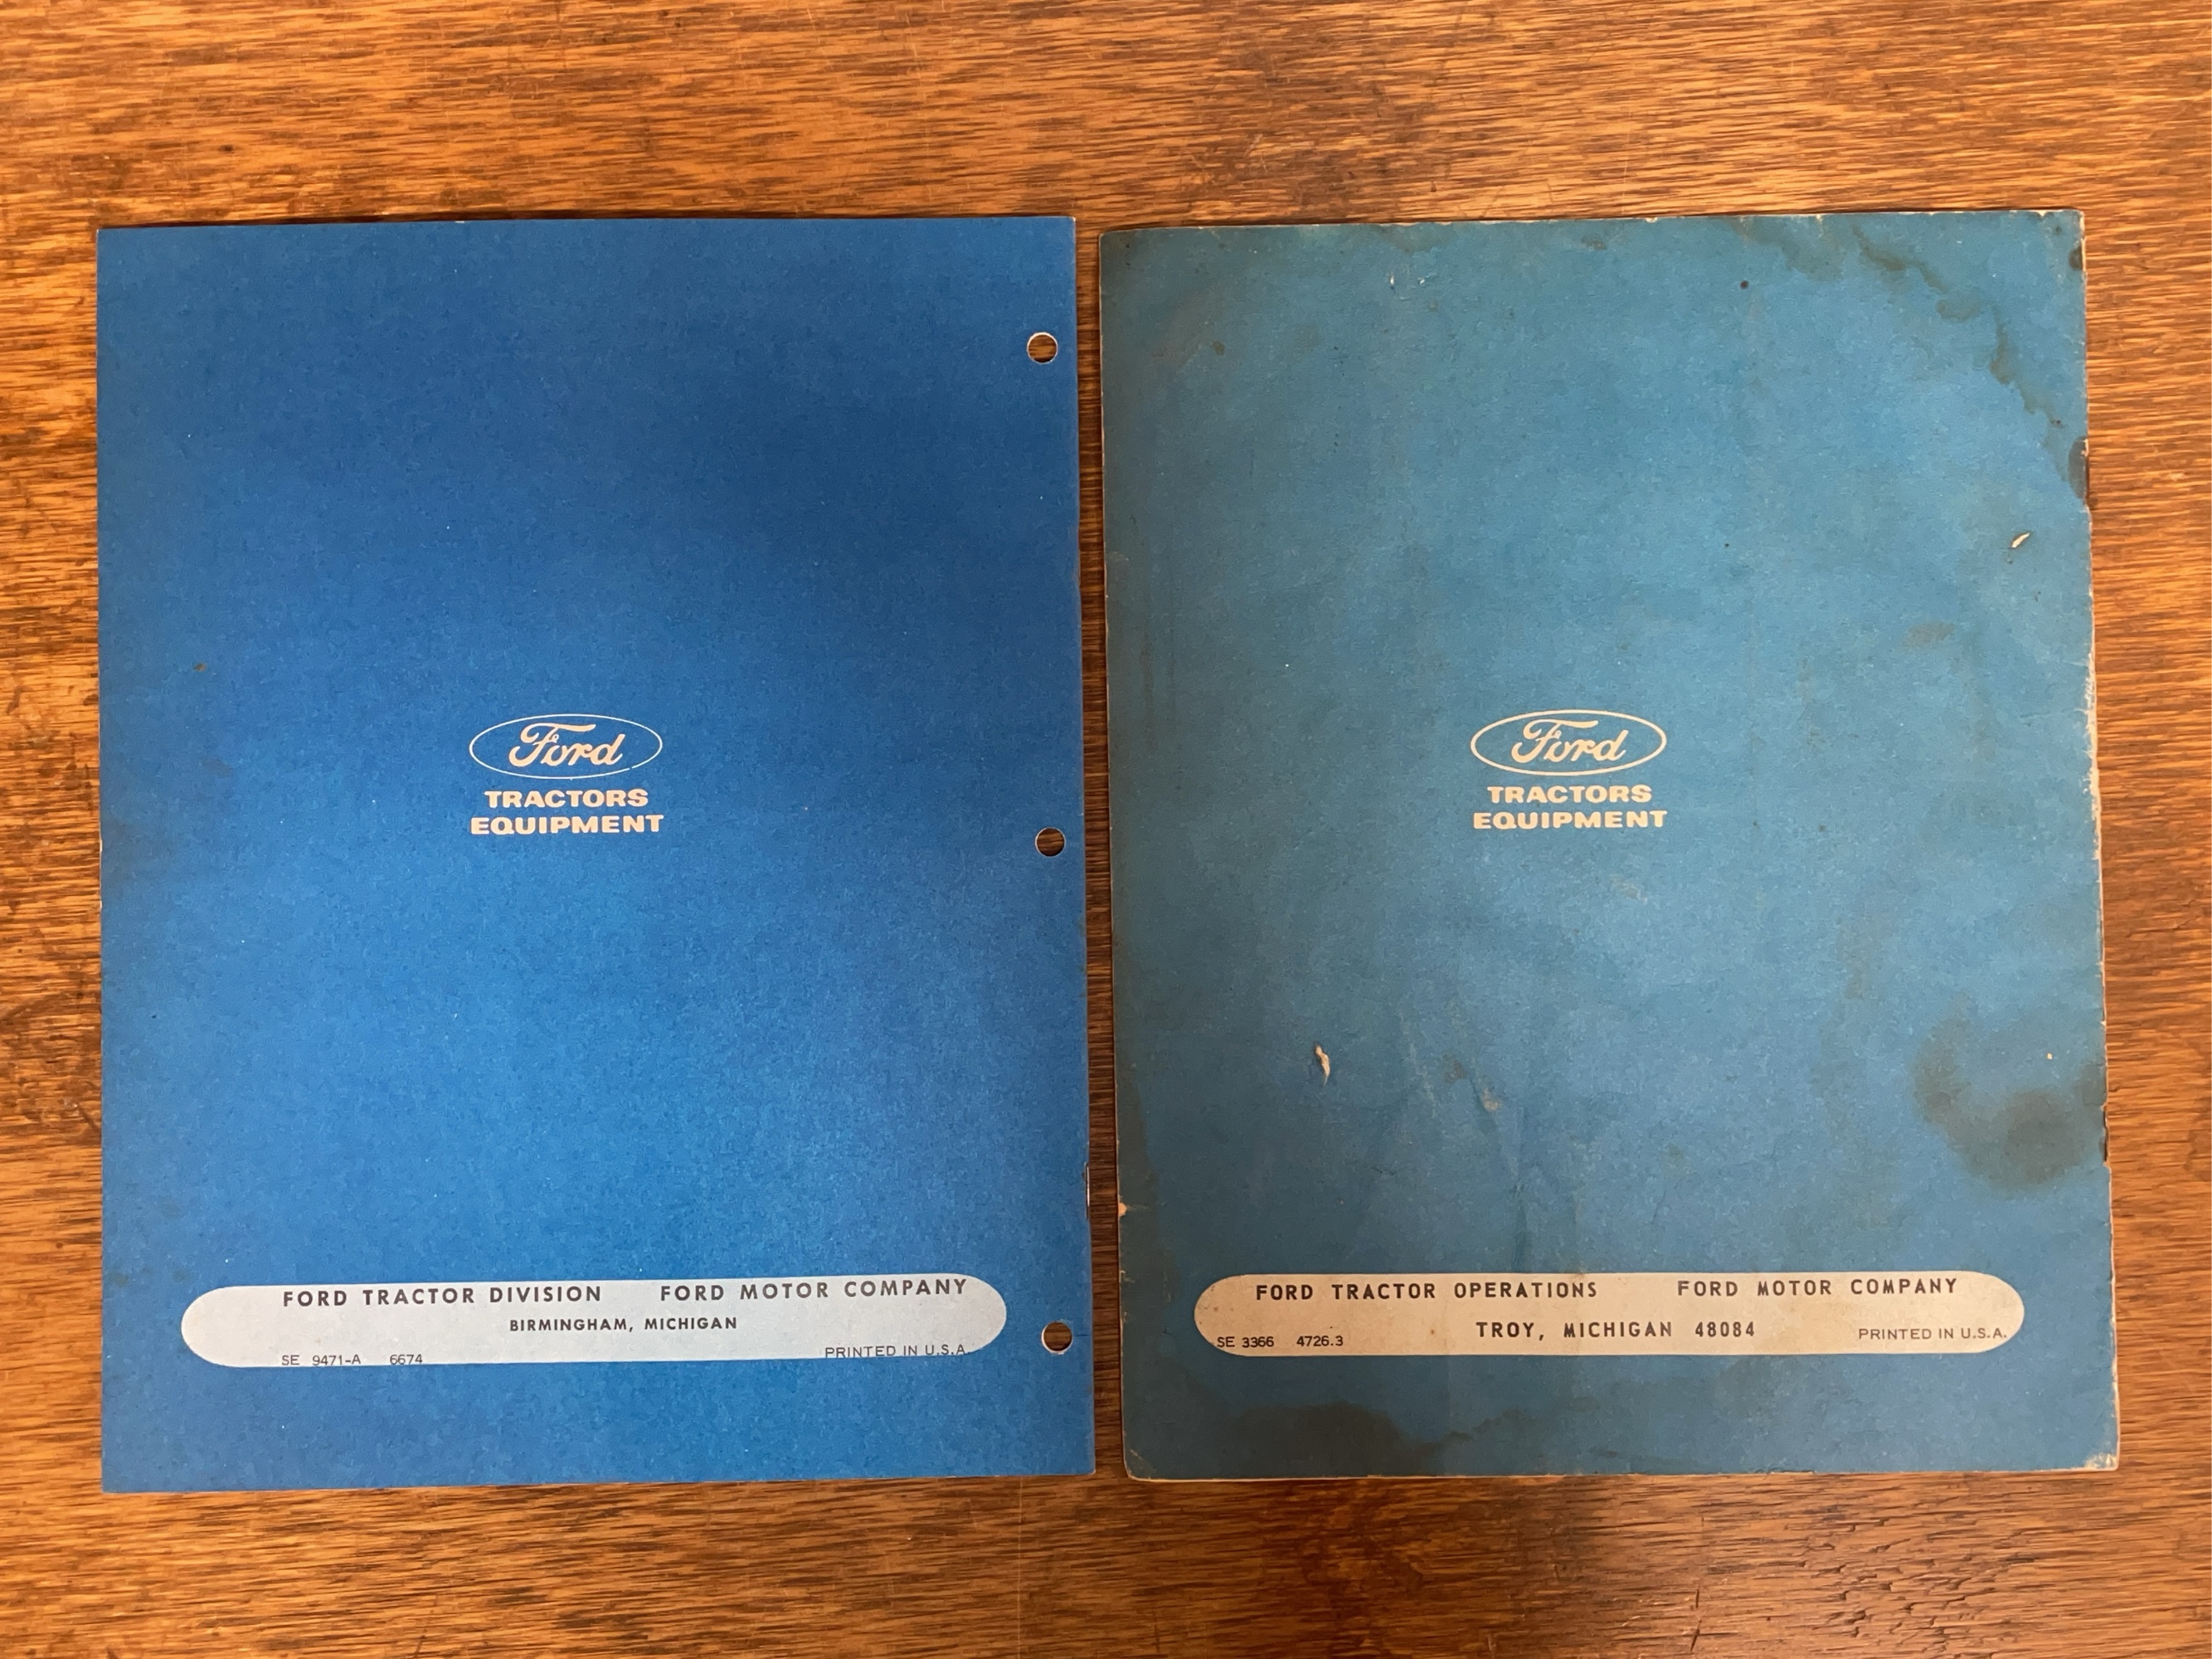 Ford
TRACTORS
EQUIPMENT
FORD TRACTOR DIVISION FORD MOTOR COMPANY
BIRMINGHAM, MICHIGAN
SE 9471-A 6674 PRINTED IN U.S.A.
Ford
TRACTORS
EQUIPMENT
FORD TRACTOR OPERATIONS FORD MOTOR COMPANY
TROY, MICHIGAN 48084
SE 3366 4726.3 PRINTED IN U.S.A.